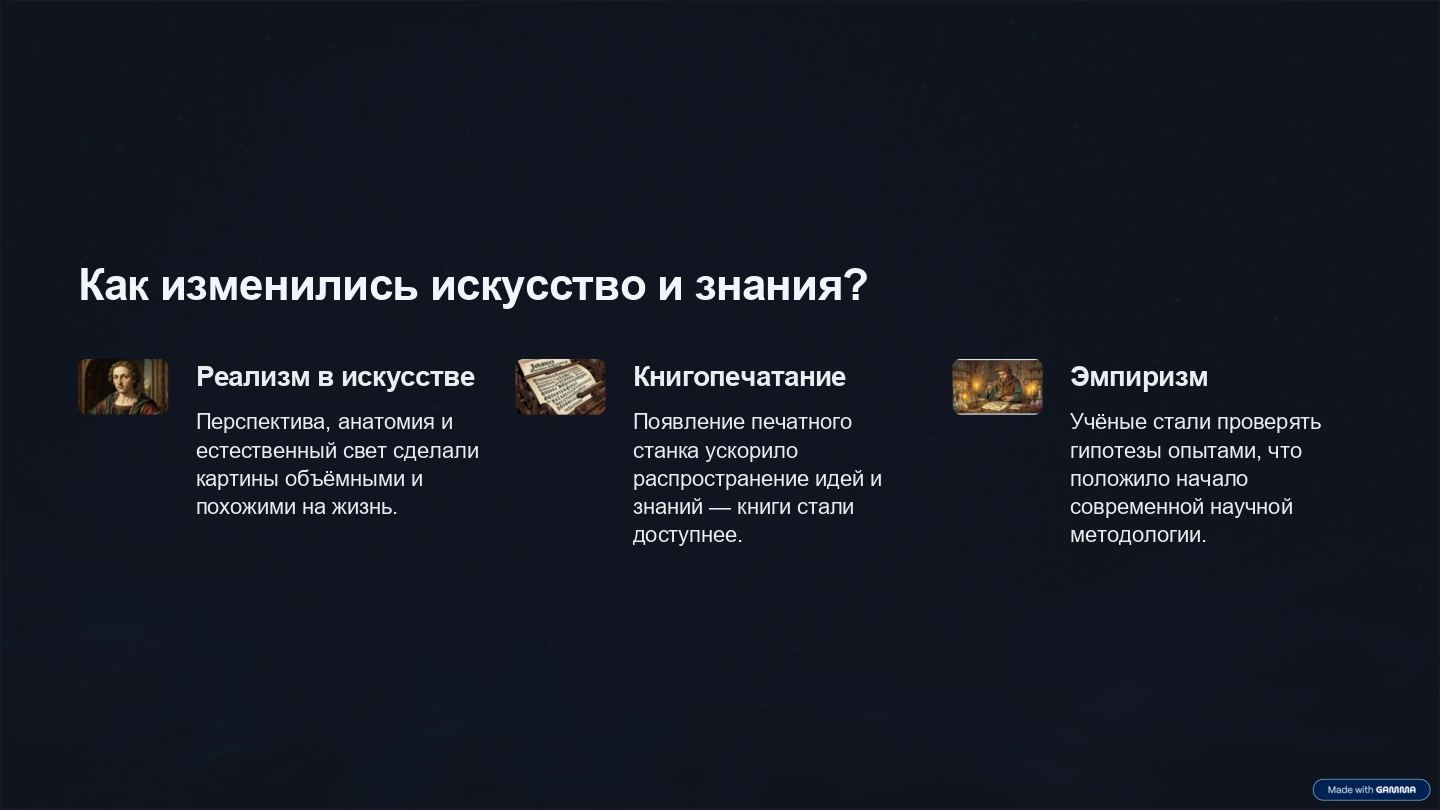 Как изменились искусство и знания?
Реализм в искусстве
Перспектива, анатомия и
естественный свет сделали
картины объёмными и
похожими на жизнь.
Книгопечатание
Появление печатного
станка ускорило
распространение идей и
знаний — книги стали
доступнее.
Эмпиризм
Учёные стали проверять
гипотезы опытами, что
положило начало
современной научной
методологии.
Made with GAMMA